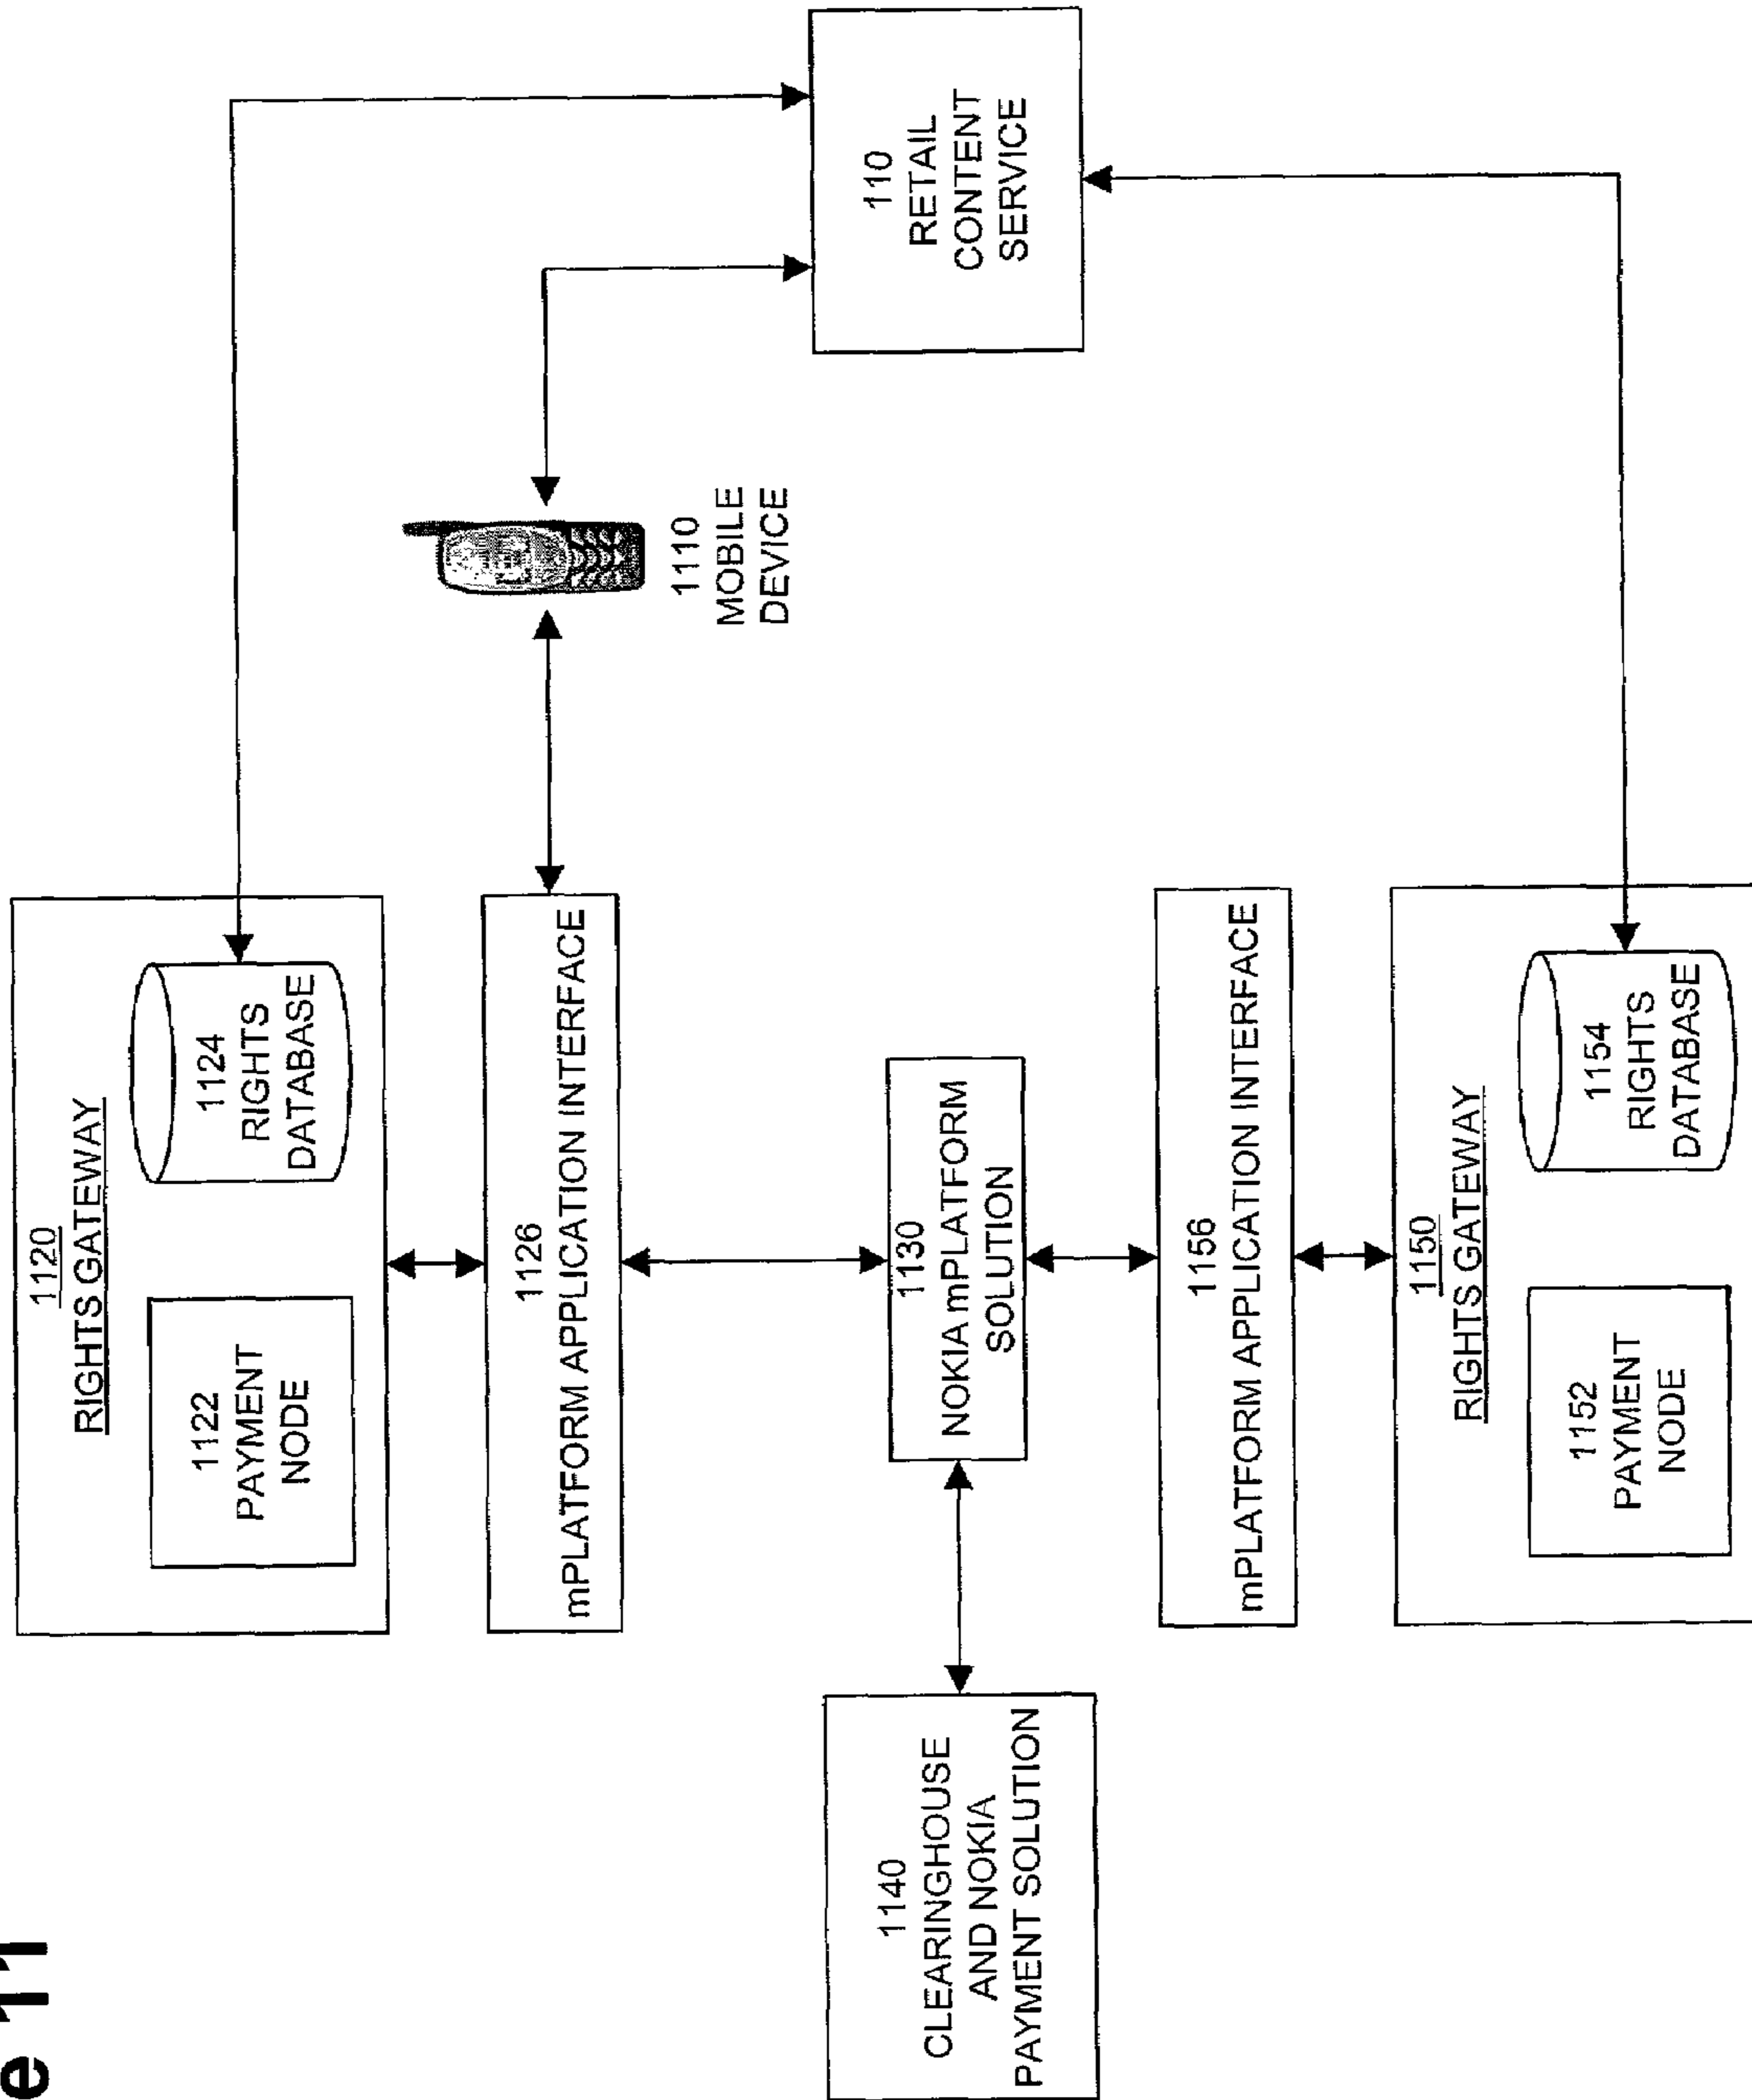 e 11
1120
RIGHTS GATEWAY
1122
PAYMENT
NODE
1124
RIGHTS
DATABASE
1126
mPLATFORM APPLICATION INTERFACE
1110
MOBILE
DEVICE
1140
CLEARINGHOUSE
AND NOKIA
PAYMENT SOLUTION
1130
NOKIA mPLATFORM
SOLUTION
110
RETAIL
CONTENT
SERVICE
1156
mPLATFORM APPLICATION INTERFACE
1150
RIGHTS GATEWAY
1152
PAYMENT
NODE
1154
RIGHTS
DATABASE